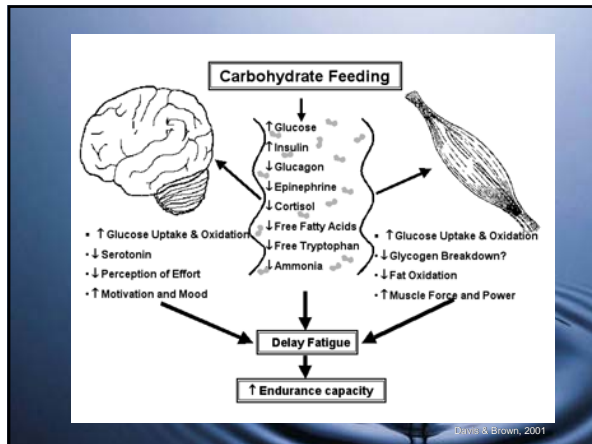 Carbohydrate Feeding
↑Glucose
↑Insulin
↓Glucagon
↓Epinephrine
↓Cortisol
↓Free Fatty Acids
↓Free Tryptophan
↓Ammonia
▪ ↑Glucose Uptake & Oxidation
▪↓Serotonin
▪↓Perception of Effort
▪↑Motivation and Mood
▪ ↑Glucose Uptake & Oxidation
▪↓Glycogen Breakdown?
▪↓Fat Oxidation
▪↑Muscle Force and Power
Delay Fatigue
↑ Endurance capacity
Davis & Brown, 2001